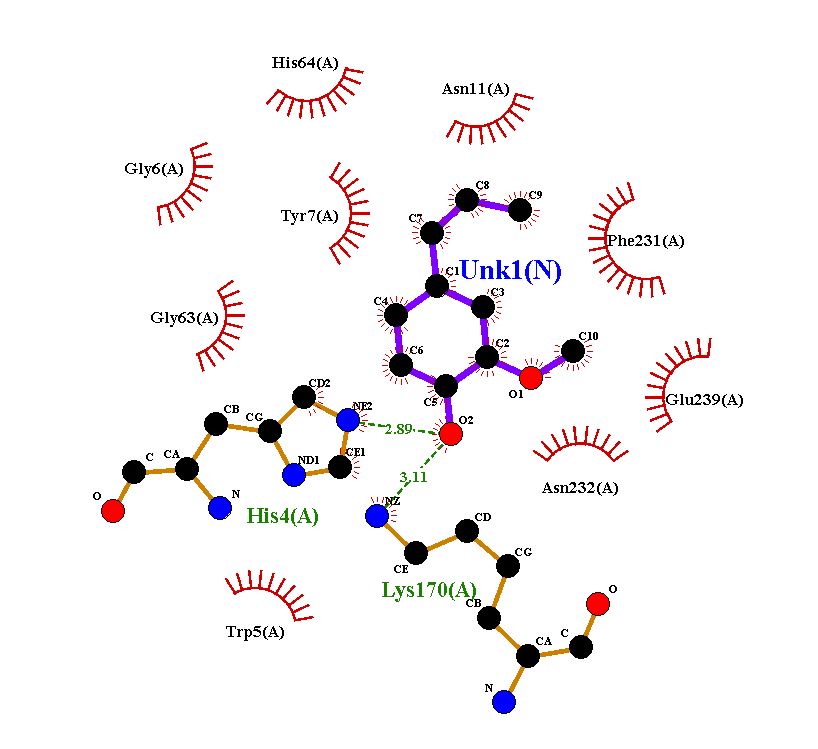 His64(A)
Asn11(A)
Gly6(A)
C8
C9
Tyr7(A)
C7
Phe231(A)
C1
Unk1(N)
C4
C3
Gly63(A)
C6
C2
C10
CD2
C5
O1
Glu239(A)
CB
CG
NE2
O2
2.89
C
CA
ND1
CE1
3.11
Asn232(A)
O
N
NZ
His4(A)
CD
CE
CG
Lys170(A)
O
CB
Trp5(A)
CA
C
N